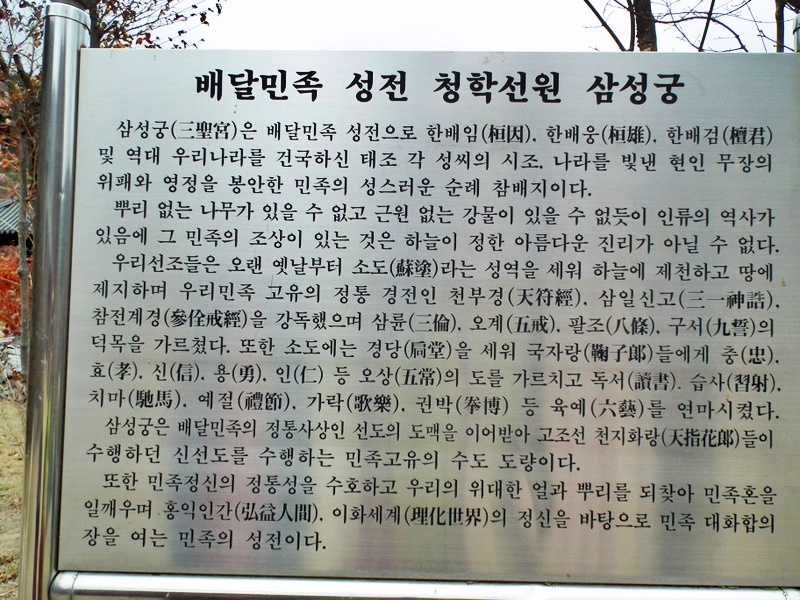 배달민족 성전 청학선원 삼성궁
삼성궁(三聖宮)은 배달민족 성전으로 한배임(桓因), 한배웅(桓雄), 한배검(檀君)
및 역대 우리나라를 건국하신 태조 각 성씨의 시조, 나라를 빛낸 현인 무장의
위패와 영정을 봉안한 민족의 성스러운 순례 참배지이다.
뿌리 없는 나무가 있을 수 없고 근원 없는 강물이 있을 수 없듯이 인류의 역사가
있음에 그 민족의 조상이 있는 것은 하늘이 정한 아름다운 진리가 아닐 수 없다.
우리선조들은 오랜 옛날부터 소도(蘇塗)라는 성역을 세워 하늘에 제천하고 땅에
제지하며 우리민족 고유의 정통 경전인 천부경(天符經), 삼일신고(三一神誥),
참전계경(參佺戒經)을 강독했으며 삼륜(三倫), 오계(五戒), 팔조(八條), 구서(九誓)의
덕목을 가르쳤다. 또한 소도에는 경당(扃堂)을 세워 국자랑(鞠子郞)들에게 충(忠),
효(孝), 신(信), 용(勇), 인(仁) 등 오상(五常)의 도를 가르치고 독서(讀書). 습사(習射),
치마(馳馬), 예절(禮節), 가락(歌樂), 권박(拳博) 등 육예(六藝)를 연마시켰다.
삼성궁은 배달민족의 정통사상인 선도의 도맥을 이어받아 고조선 천지화랑(天指花郞)들이
수행하던 신선도를 수행하는 민족고유의 수도 도량이다.
또한 민족정신의 정통성을 수호하고 우리의 위대한 얼과 뿌리를 되찾아 민족혼을
일깨우며 홍익인간(弘益人間), 이화세계(理化世界)의 정신을 바탕으로 민족 대화합의
장을 여는 민족의 성전이다.